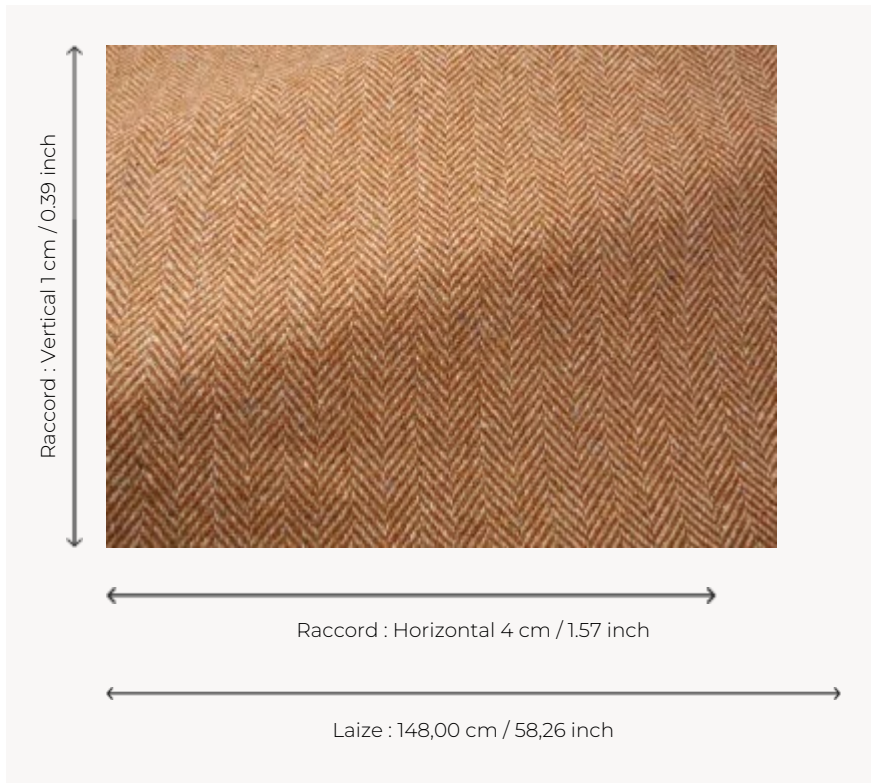 Raccord : Vertical 1 cm / 0.39 inch
Raccord : Horizontal 4 cm / 1.57 inch
Laize : 148,00 cm / 58,26 inch